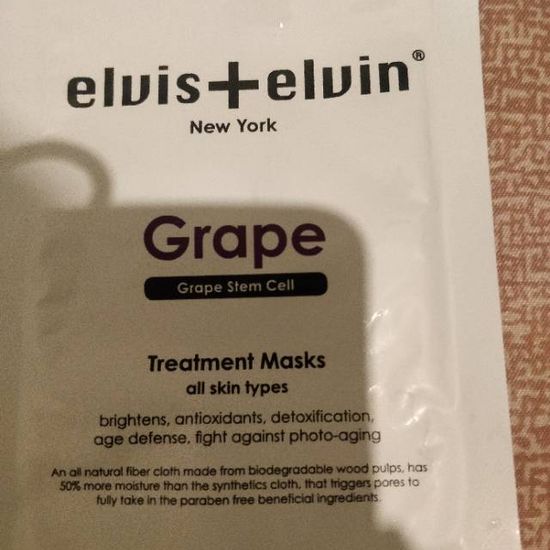 elvis+elvin®
New York
Grape
Grape Stem Cell
Treatment Masks
all skin types
brightens, antioxidants, detoxification,
age defense, fight against photo-aging
An all natural fiber cloth made from biodegradable wood pulps, has
50% more moisture than the synthetics cloth, that triggers pores to
fully take in the paraben free beneficial ingredients.